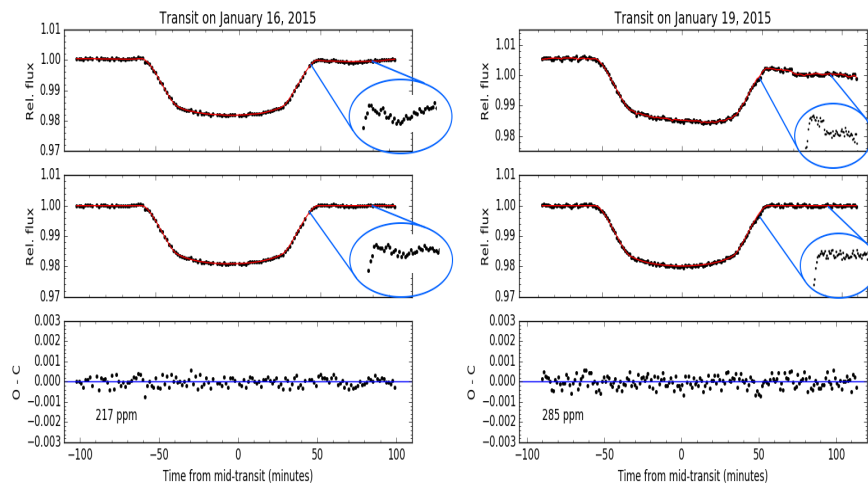 Transit on January 16, 2015
1.01
1.00
0.99
0.98
0.97
Rel. flux
1.01
1.00
0.99
0.98
0.97
Rel. flux
0.003
0.002
0.001
0.000
−0.001
−0.002
−0.003
O - C
217 ppm
−100 −50 0 50 100
Time from mid-transit (minutes)
Transit on January 19, 2015
1.01
1.00
0.99
0.98
Rel. flux
1.01
1.00
0.99
0.98
0.97
Rel. flux
0.003
0.002
0.001
0.000
−0.001
−0.002
−0.003
O - C
285 ppm
−100 −50 0 50 100
Time from mid-transit (minutes)